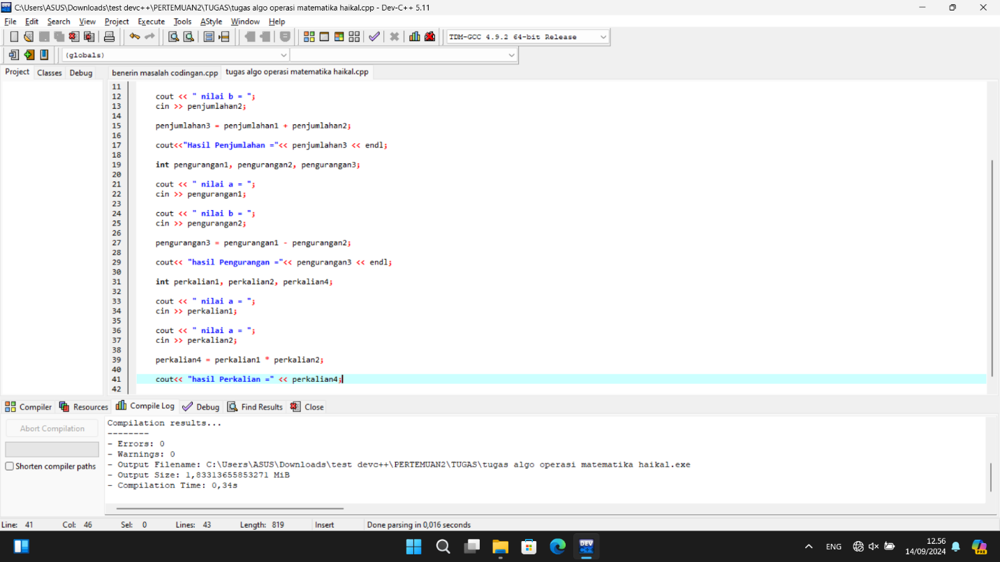 C:\Users\ASUS\Downloads\test devc++\PERTEMUAN2\TUGAS\tugas algo operasi matematika haikal.cpp - Dev-C++ 5.11
File Edit Search View Project Execute Tools AStyle Window Help
TDM-GCC 4.9.2 64-bit Release
(globals)
Project Classes Debug benerin masalah codingan.cpp tugas algo operasi matematika haikal.cpp
11
12 cout << " nilai b = ";
13 cin >> penjumlahan2;
14
15 penjumlahan3 = penjumlahan1 + penjumlahan2;
16
17 cout<<"Hasil Penjumlahan ="<< penjumlahan3 << endl;
18
19 int pengurangan1, pengurangan2, pengurangan3;
20
21 cout << " nilai a = ";
22 cin >> pengurangan1;
23
24 cout << " nilai b = ";
25 cin >> pengurangan2;
26
27 pengurangan3 = pengurangan1 - pengurangan2;
28
29 cout<< "hasil Pengurangan ="<< pengurangan3 << endl;
30
31 int perkalian1, perkalian2, perkalian4;
32
33 cout << " nilai a = ";
34 cin >> perkalian1;
35
36 cout << " nilai a = ";
37 cin >> perkalian2;
38
39 perkalian4 = perkalian1 * perkalian2;
40
41 cout<< "hasil Perkalian =" << perkalian4;
42
Compiler Resources Compile Log Debug Find Results Close
Abort Compilation
Shorten compiler paths
Compilation results...
--------
- Errors: 0
- Warnings: 0
- Output Filename: C:\Users\ASUS\Downloads\test devc++\PERTEMUAN2\TUGAS\tugas algo operasi matematika haikal.exe
- Output Size: 1,83313655853271 MiB
- Compilation Time: 0,34s
Line: 41 Col: 46 Sel: 0 Lines: 43 Length: 819 Insert Done parsing in 0,016 seconds
DEV
ENG
12.56
14/09/2024
PRE